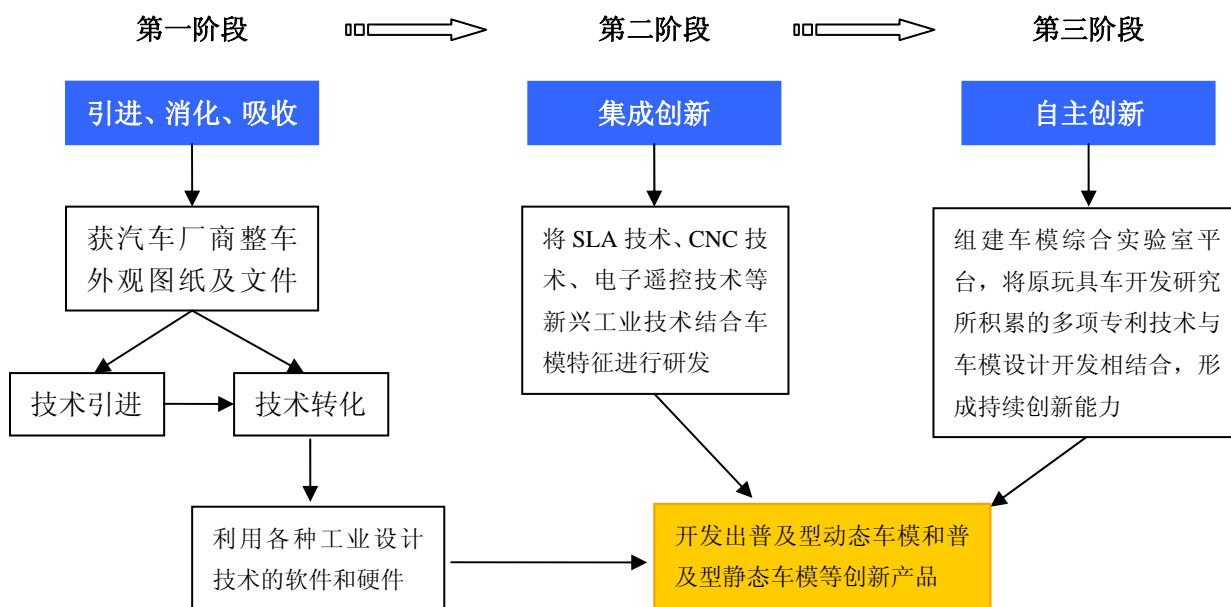 第一阶段
第二阶段
第三阶段
引进、消化、吸收
集成创新
自主创新
获汽车厂商整车
外观图纸及文件
将 SLA 技术、CNC 技
术、电子遥控技术等
新兴工业技术结合车
模特征进行研发
组建车模综合实验室平
台，将原玩具车开发研究
所积累的多项专利技术与
车模设计开发相结合，形
成持续创新能力
技术引进
技术转化
利用各种工业设计
技术的软件和硬件
开发出普及型动态车模和普
及型静态车模等创新产品